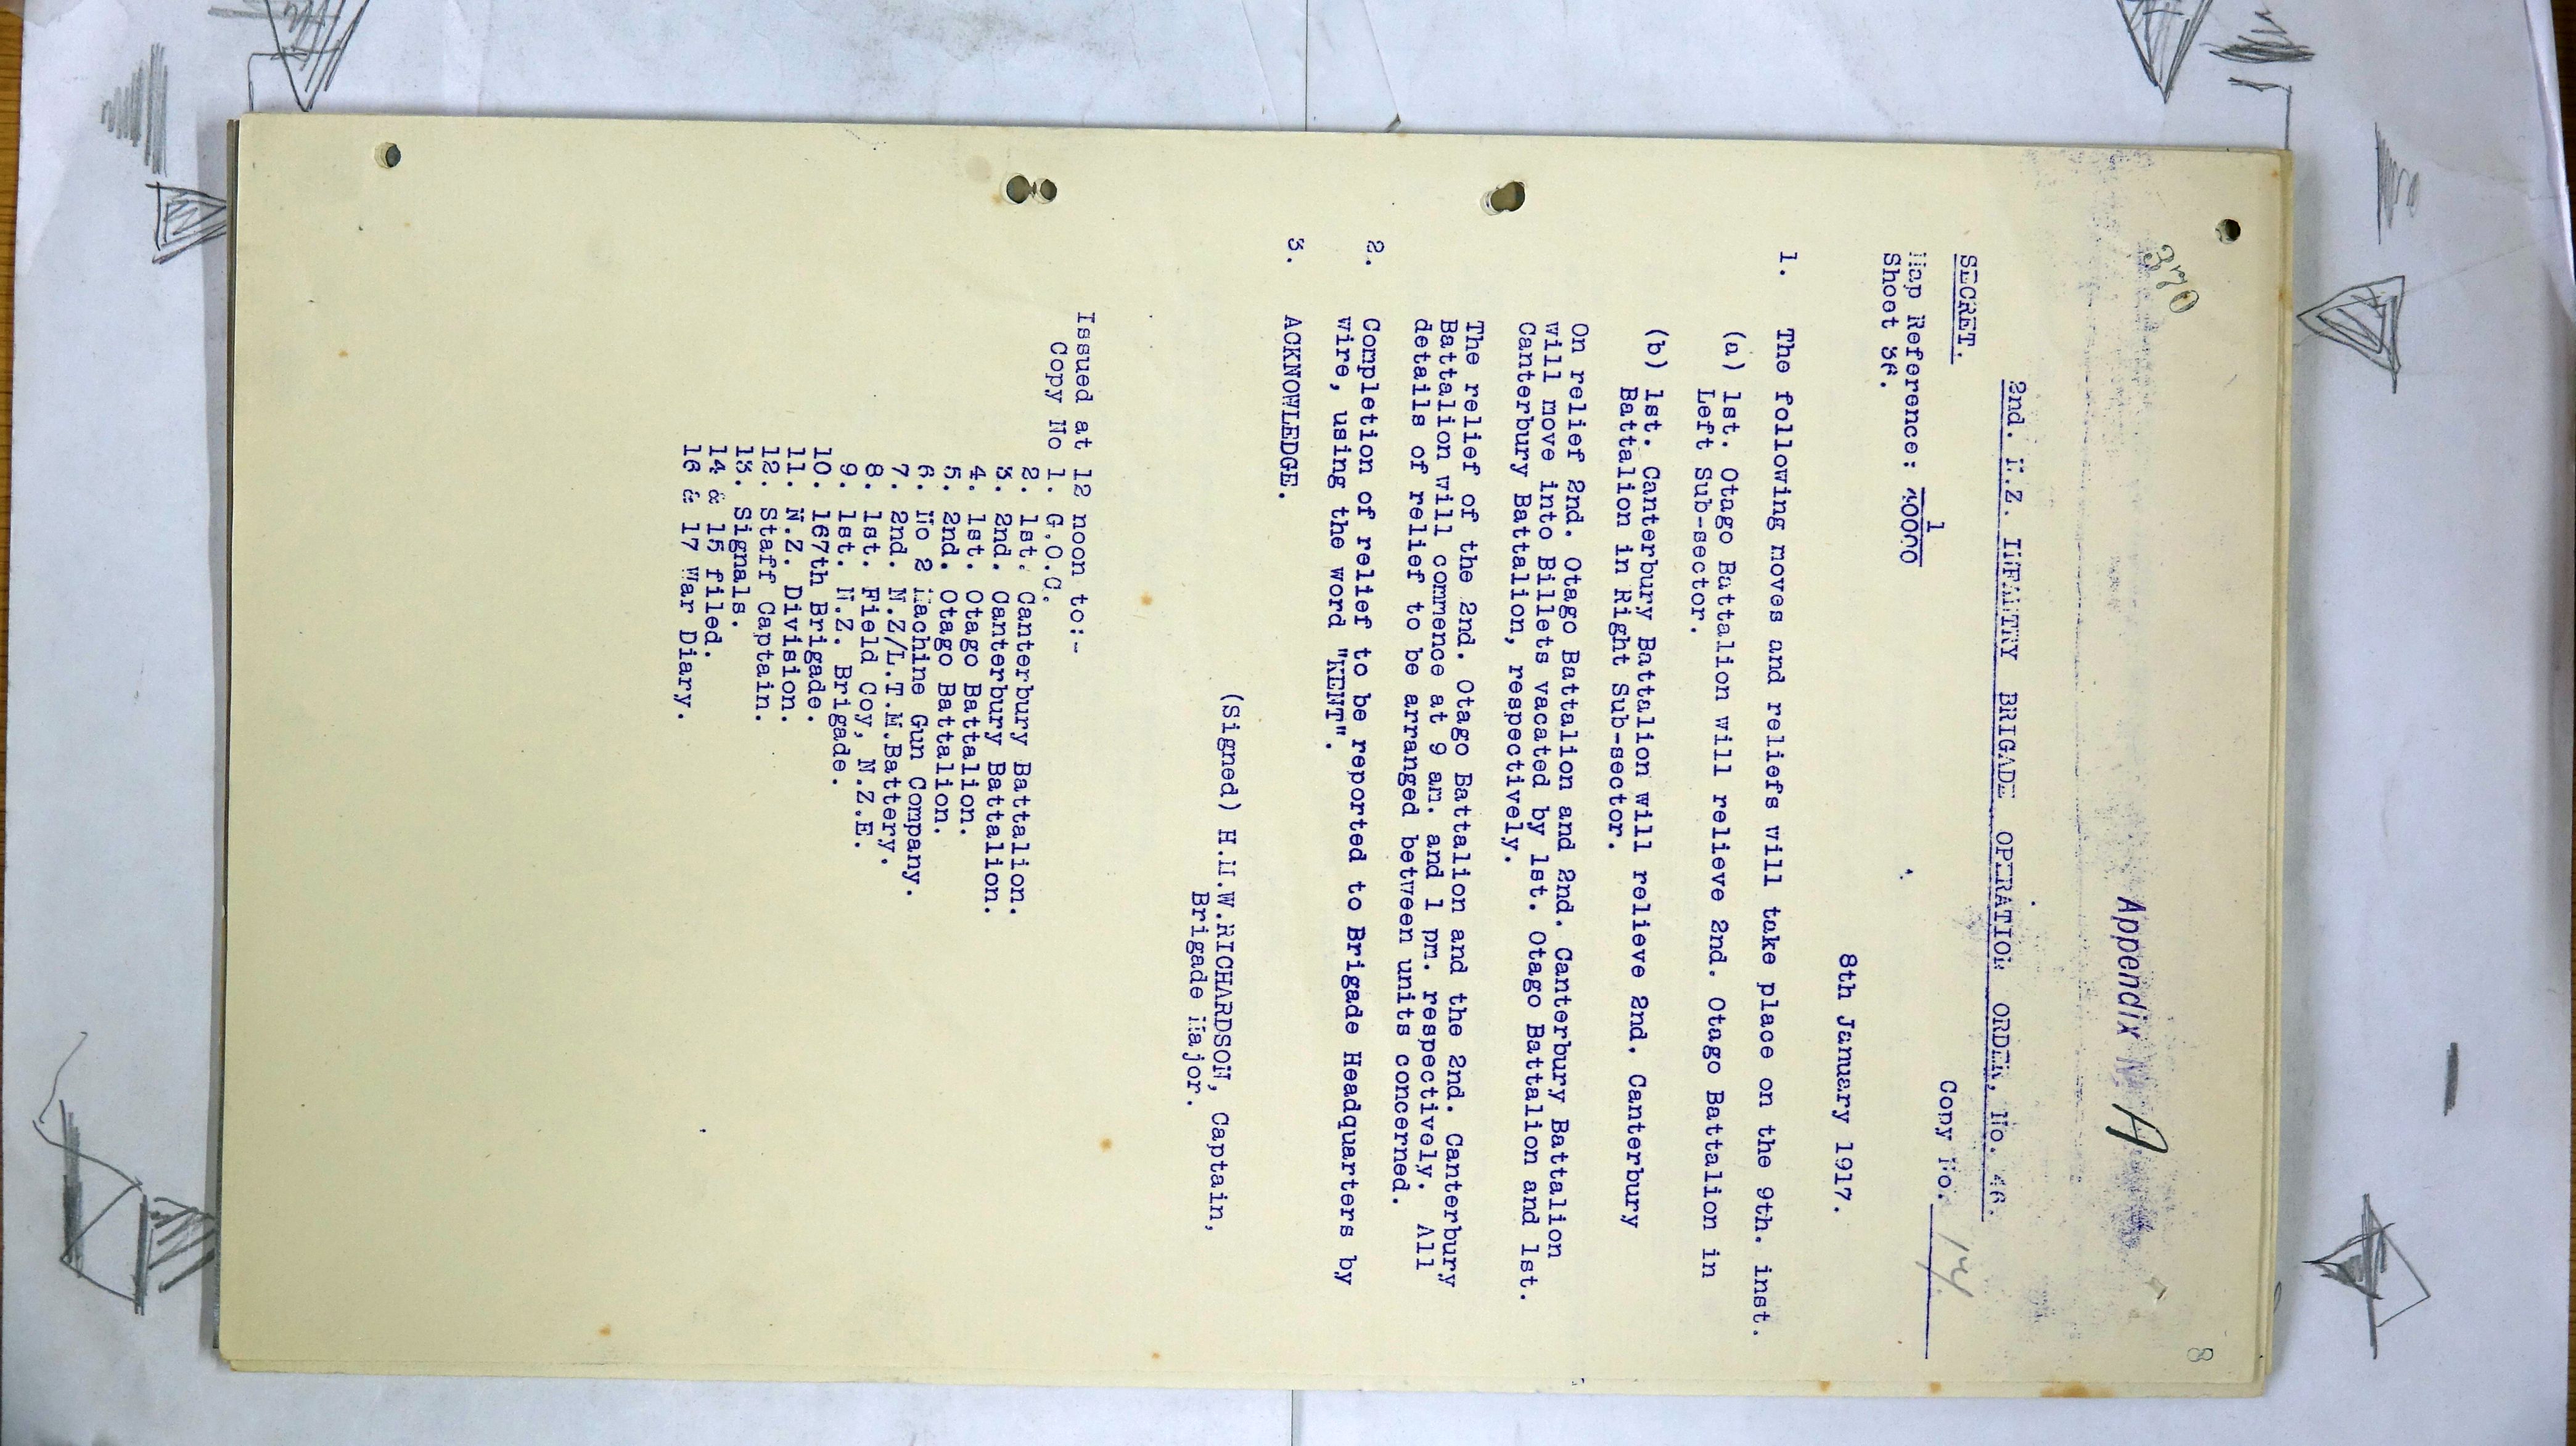 370
8
Appendix No A
2nd. N.Z. INFANTRY BRIGADE OPERATION ORDER, No. 46.
SECRET.
Copy No.
Map Reference: 1/40000
Sheet 36.
8th January 1917.
1. The following moves and reliefs will take place on the 9th. inst.
(a) 1st. Otago Battalion will relieve 2nd. Otago Battalion in
Left Sub-sector.
(b) 1st. Canterbury Battalion will relieve 2nd. Canterbury
Battalion in Right Sub-sector.
On relief 2nd. Otago Battalion and 2nd. Canterbury Battalion
will move into Billets vacated by 1st. Otago Battalion and 1st.
Canterbury Battalion, respectively.
The relief of the 2nd. Otago Battalion and the 2nd. Canterbury
Battalion will commence at 9 am. and 1 pm. respectively. All
details of relief to be arranged between units concerned.
2. Completion of relief to be reported to Brigade Headquarters by
wire, using the word "KENT".
3. ACKNOWLEDGE.
(Signed) H.M.W.RICHARDSON, Captain,
Brigade Major.
Issued at 12 noon to:-
Copy No 1. G.O.C.
2. 1st. Canterbury Battalion.
3. 2nd. Canterbury Battalion.
4. 1st. Otago Battalion.
5. 2nd. Otago Battalion.
6. No 2 Machine Gun Company.
7. 2nd. N.Z/L.T.M.Battery.
8. 1st. Field Coy, N.Z.E.
9. 1st. N.Z. Brigade.
10. 167th Brigade.
11. N.Z. Division.
12. Staff Captain.
13. Signals.
14 & 15 filed.
16 & 17 War Diary.